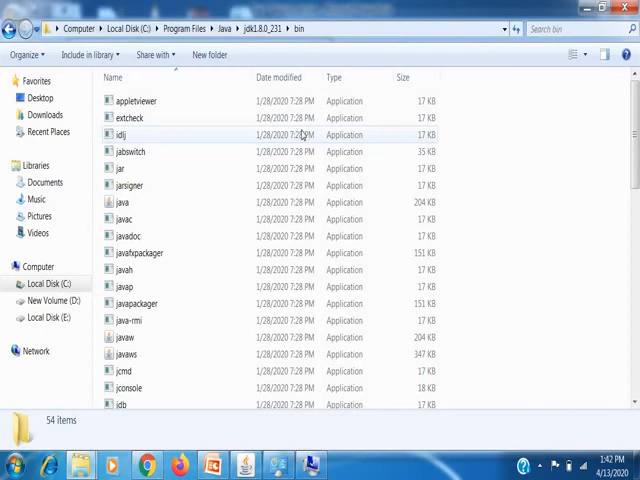 Computer ▸ Local Disk (C:) ▸ Program Files ▸ Java ▸ jdk1.8.0_231 ▸ bin
Search bin
Organize Include in library Share with New folder
Name Date modified Type Size
Favorites
Desktop
Downloads
Recent Places
Libraries
Documents
Music
Pictures
Videos
Computer
Local Disk (C:)
New Volume (D:)
Local Disk (E:)
Network
appletviewer 1/28/2020 7:28 PM Application 17 KB
extcheck 1/28/2020 7:28 PM Application 17 KB
idlj 1/28/2020 7:28 PM Application 17 KB
jabswitch 1/28/2020 7:28 PM Application 35 KB
jar 1/28/2020 7:28 PM Application 17 KB
jarsigner 1/28/2020 7:28 PM Application 17 KB
java 1/28/2020 7:28 PM Application 204 KB
javac 1/28/2020 7:28 PM Application 17 KB
javadoc 1/28/2020 7:28 PM Application 17 KB
javafxpackager 1/28/2020 7:28 PM Application 151 KB
javah 1/28/2020 7:28 PM Application 17 KB
javap 1/28/2020 7:28 PM Application 17 KB
javapackager 1/28/2020 7:28 PM Application 151 KB
java-rmi 1/28/2020 7:28 PM Application 17 KB
javaw 1/28/2020 7:28 PM Application 204 KB
javaws 1/28/2020 7:28 PM Application 347 KB
jcmd 1/28/2020 7:28 PM Application 17 KB
jconsole 1/28/2020 7:28 PM Application 18 KB
jdb 1/28/2020 7:28 PM Application 17 KB
54 items
1:42 PM
4/13/2020